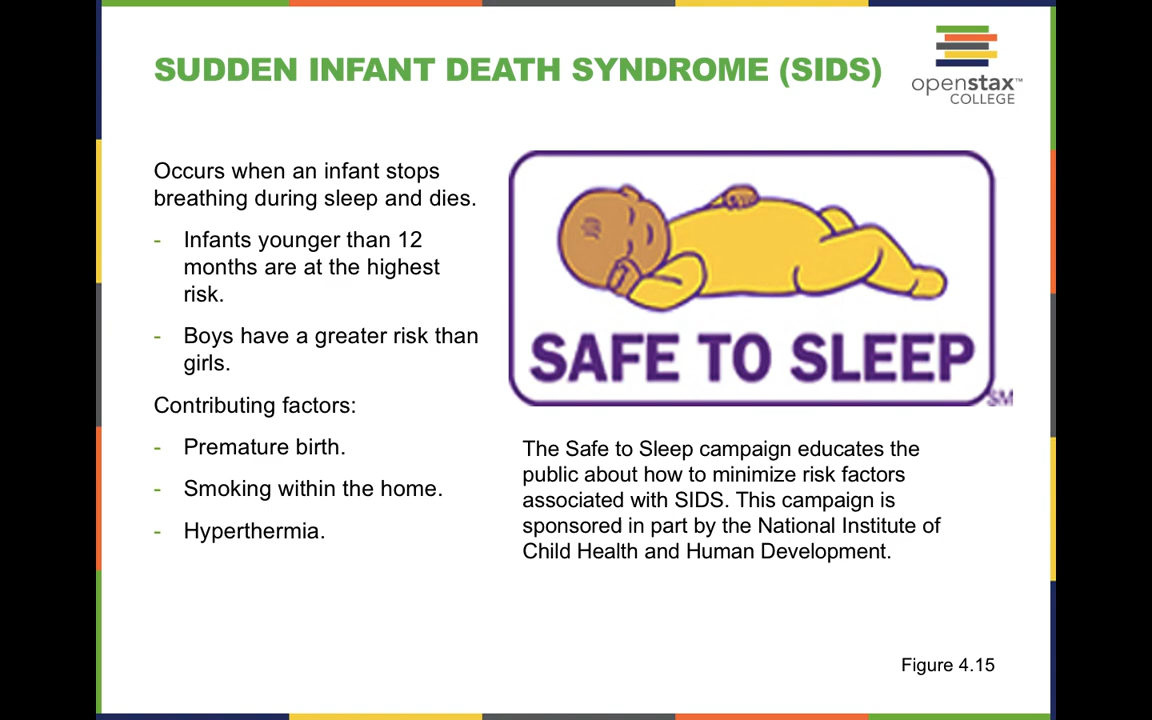 SUDDEN INFANT DEATH SYNDROME (SIDS)
openstax™
COLLEGE
Occurs when an infant stops
breathing during sleep and dies.
- Infants younger than 12
months are at the highest
risk.
- Boys have a greater risk than
girls.
Contributing factors:
- Premature birth.
- Smoking within the home.
- Hyperthermia.
SAFE TO SLEEP
SM
The Safe to Sleep campaign educates the
public about how to minimize risk factors
associated with SIDS. This campaign is
sponsored in part by the National Institute of
Child Health and Human Development.
Figure 4.15